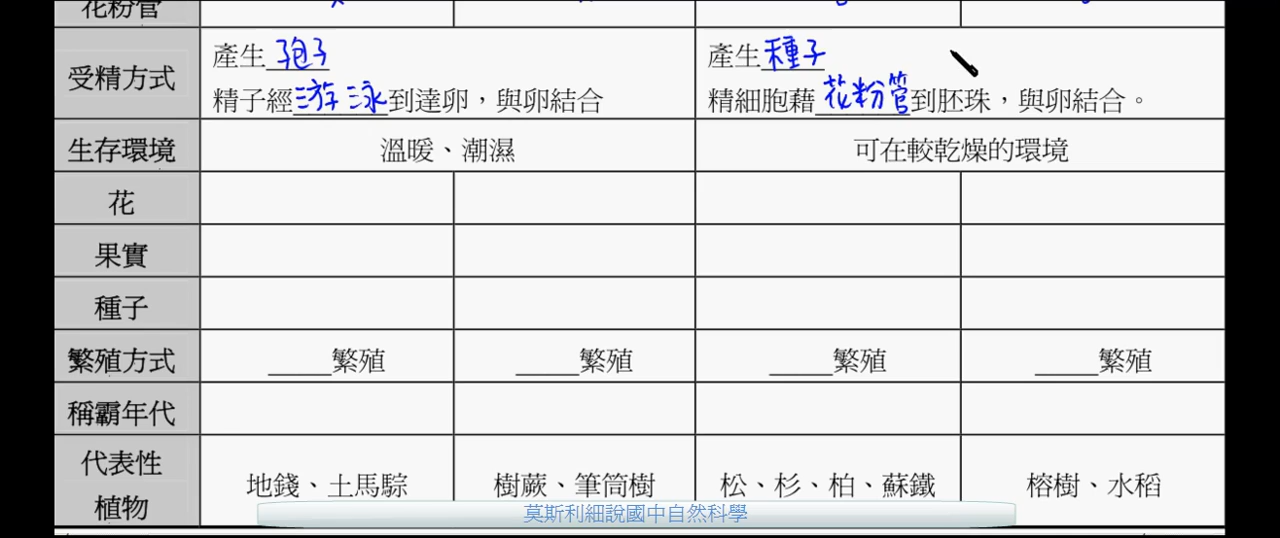 花粉管
受精方式
產生孢子
精子經游泳到達卵，與卵結合
產生種子
精細胞藉花粉管到胚珠，與卵結合。
生存環境 溫暖、潮濕 可在較乾燥的環境
花
果實
種子
繁殖方式 _____繁殖 _____繁殖 _____繁殖 _____繁殖
稱霸年代
代表性
植物
地錢、土馬騌 樹蕨、筆筒樹 松、杉、柏、蘇鐵 榕樹、水稻
莫斯利細說國中自然科學